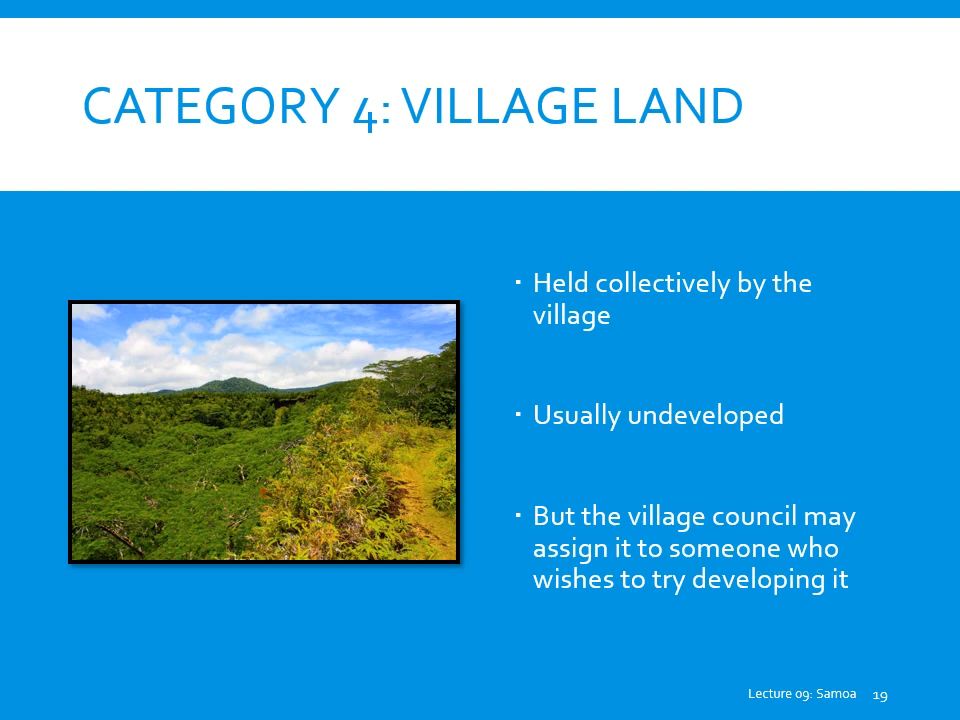 CATEGORY 4: VILLAGE LAND
▪ Held collectively by the
village
▪ Usually undeveloped
▪ But the village council may
assign it to someone who
wishes to try developing it
Lecture 09: Samoa 19